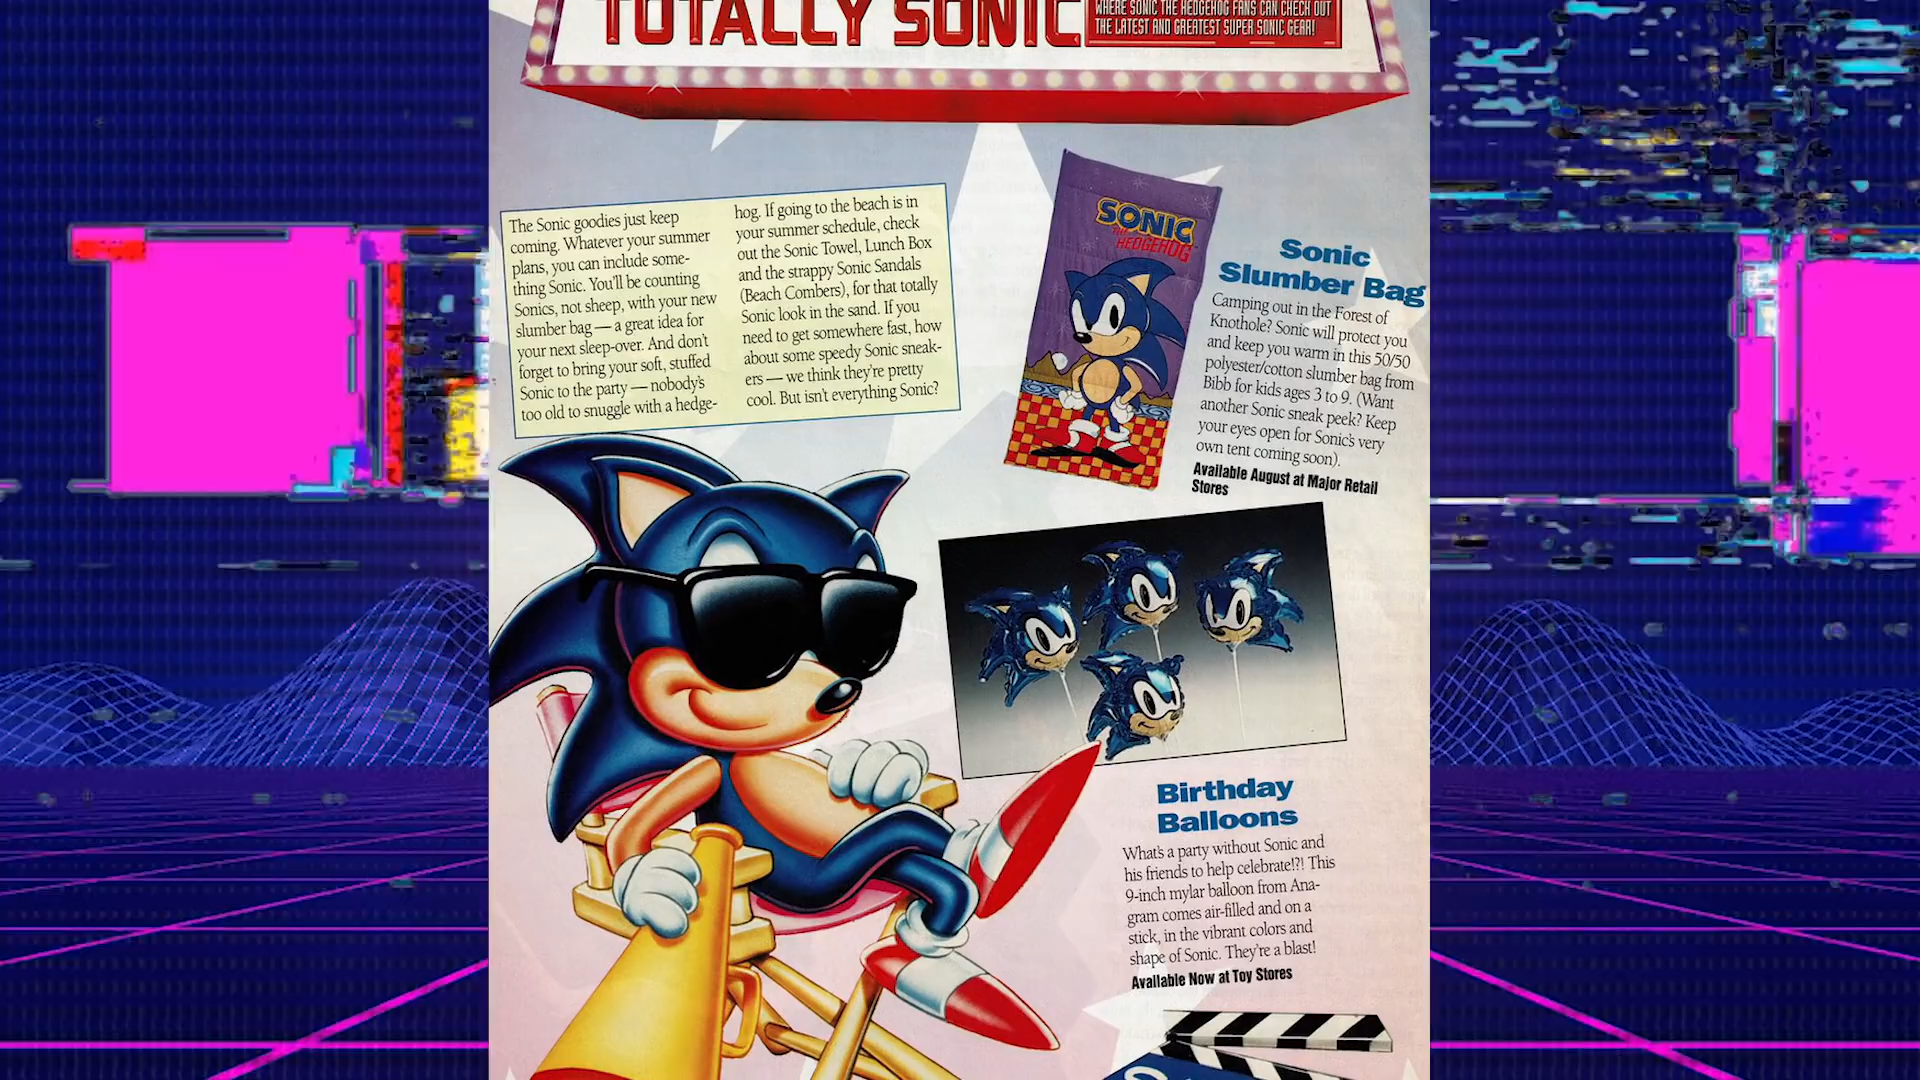 TOTALLY SONIC
WHERE SONIC THE HEDGEHOG FANS CAN CHECK OUT
THE LATEST AND GREATEST SUPER SONIC GEAR!
The Sonic goodies just keep
coming. Whatever your summer
plans, you can include some-
thing Sonic. You'll be counting
Sonics, not sheep, with your new
slumber bag — a great idea for
your next sleep-over. And don't
forget to bring your soft, stuffed
Sonic to the party — nobody's
too old to snuggle with a hedge-
hog. If going to the beach is in
your summer schedule, check
out the Sonic Towel, Lunch Box
and the strappy Sonic Sandals
(Beach Combers), for that totally
Sonic look in the sand. If you
need to get somewhere fast, how
about some speedy Sonic sneak-
ers — we think they're pretty
cool. But isn't everything Sonic?
SONIC
THE
HEDGEHOG
Sonic
Slumber Bag
Camping out in the Forest of
Knothole? Sonic will protect you
and keep you warm in this 50/50
polyester/cotton slumber bag from
Bibb for kids ages 3 to 9. (Want
another Sonic sneak peek? Keep
your eyes open for Sonic's very
own tent coming soon).
Available August at Major Retail
Stores
Birthday
Balloons
What's a party without Sonic and
his friends to help celebrate!?! This
9-inch mylar balloon from Ana-
gram comes air-filled and on a
stick, in the vibrant colors and
shape of Sonic. They're a blast!
Available Now at Toy Stores